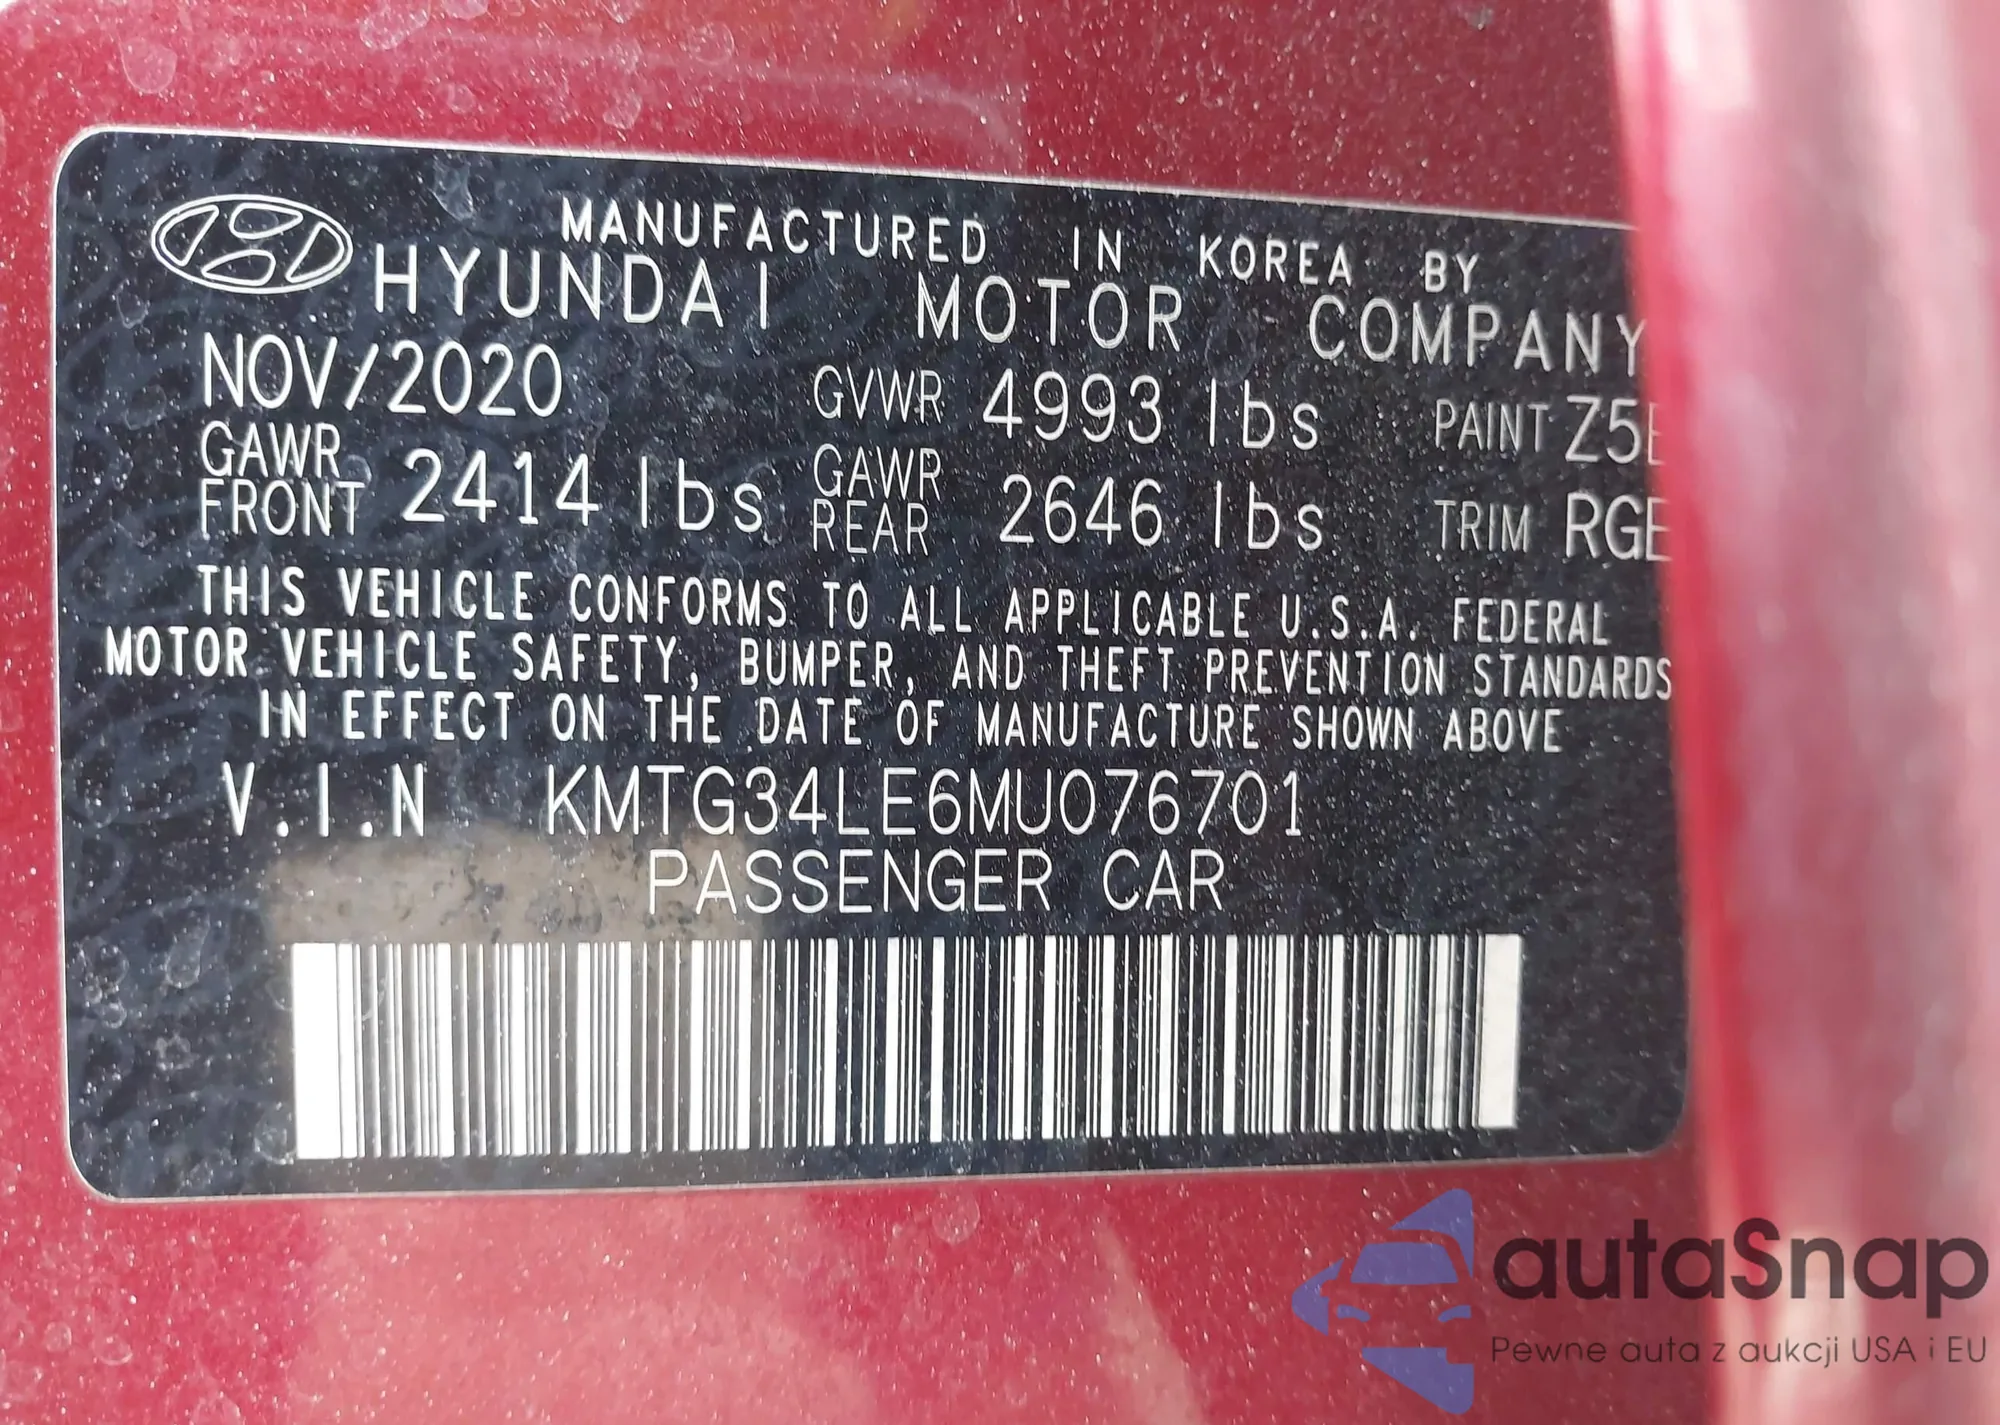 MANUFACTURED IN KOREA BY
HYUNDAI MOTOR COMPANY
NOV/2020 GVWR 4993 lbs PAINT Z5
GAWR FRONT 2414 lbs GAWR REAR 2646 lbs TRIM RGE
THIS VEHICLE CONFORMS TO ALL APPLICABLE U.S.A. FEDERAL
MOTOR VEHICLE SAFETY, BUMPER, AND THEFT PREVENTION STANDARDS
IN EFFECT ON THE DATE OF MANUFACTURE SHOWN ABOVE
V.I.N KMTG34LE6MU076701
PASSENGER CAR
autaSnap
Pewne auta z aukcji USA i EU